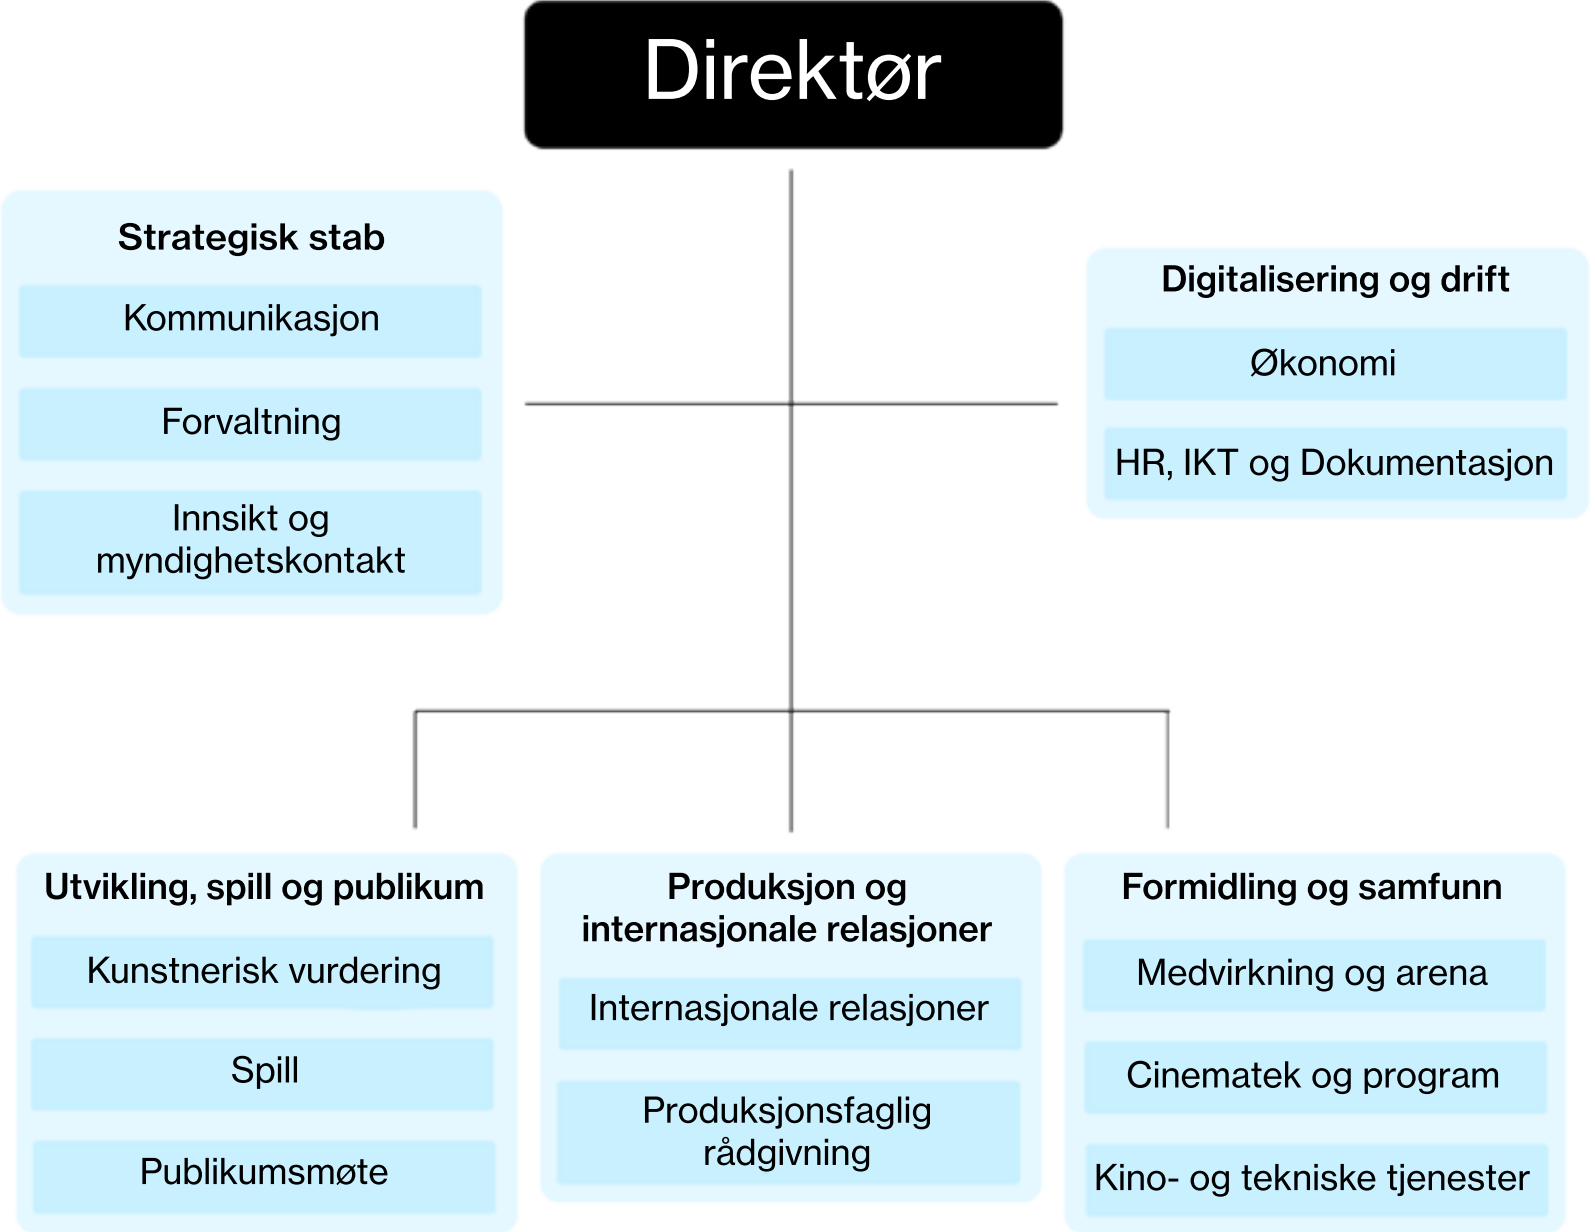 Direktør
Strategisk stab
Kommunikasjon
Forvaltning
Innsikt og
myndighetskontakt
Digitalisering og drift
Økonomi
HR, IKT og Dokumentasjon
Utvikling, spill og publikum
Kunstnerisk vurdering
Spill
Publikumsmøte
Produksjon og
internasjonale relasjoner
Internasjonale relasjoner
Produksjonsfaglig
rådgivning
Formidling og samfunn
Medvirkning og arena
Cinematek og program
Kino- og tekniske tjenester